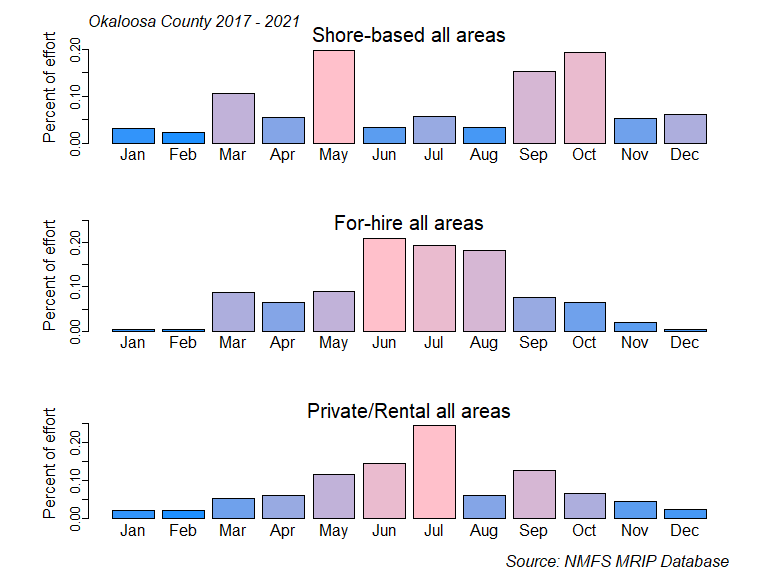 Okaloosa County 2017 - 2021
Shore-based all areas
Percent of effort
0.20
0.10
0.00
Jan Feb Mar Apr May Jun Jul Aug Sep Oct Nov Dec
For-hire all areas
Percent of effort
0.20
0.10
0.00
Jan Feb Mar Apr May Jun Jul Aug Sep Oct Nov Dec
Private/Rental all areas
Percent of effort
0.20
0.10
0.00
Jan Feb Mar Apr May Jun Jul Aug Sep Oct Nov Dec
Source: NMFS MRIP Database